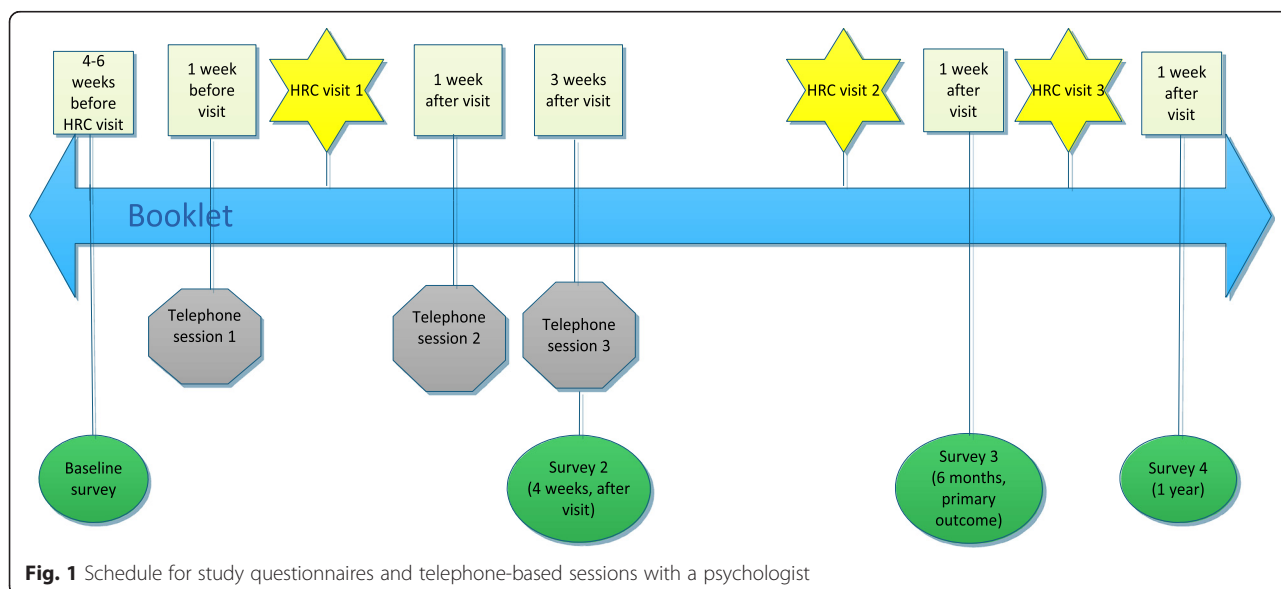 4-6
weeks
before
HRC visit
1 week
before
visit
HRC visit 1
1 week
after visit
3 weeks
after visit
HRC visit 2
1 week
after
visit
HRC visit 3
1 week
after
visit
Booklet
Telephone
session 1
Telephone
session 2
Telephone
session 3
Baseline
survey
Survey 2
(4 weeks, after
visit)
Survey 3
(6 months,
primary
outcome)
Survey 4
(1 year)
Fig. 1 Schedule for study questionnaires and telephone-based sessions with a psychologist